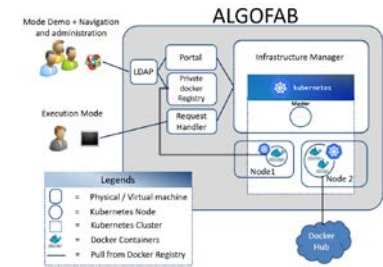 ALGOFAB
Mode Demo + Navigation
and administration
LDAP
Portal
Private
docker
Registry
Request
Handler
Infrastructure Manager
kubernetes
Master
Execution Mode
Node1
Node 2
Legends
= Physical / Virtual machine
= Kubernetes Node
= Kubernetes Cluster
= Docker Containers
= Pull from Docker Registry
Docker
Hub